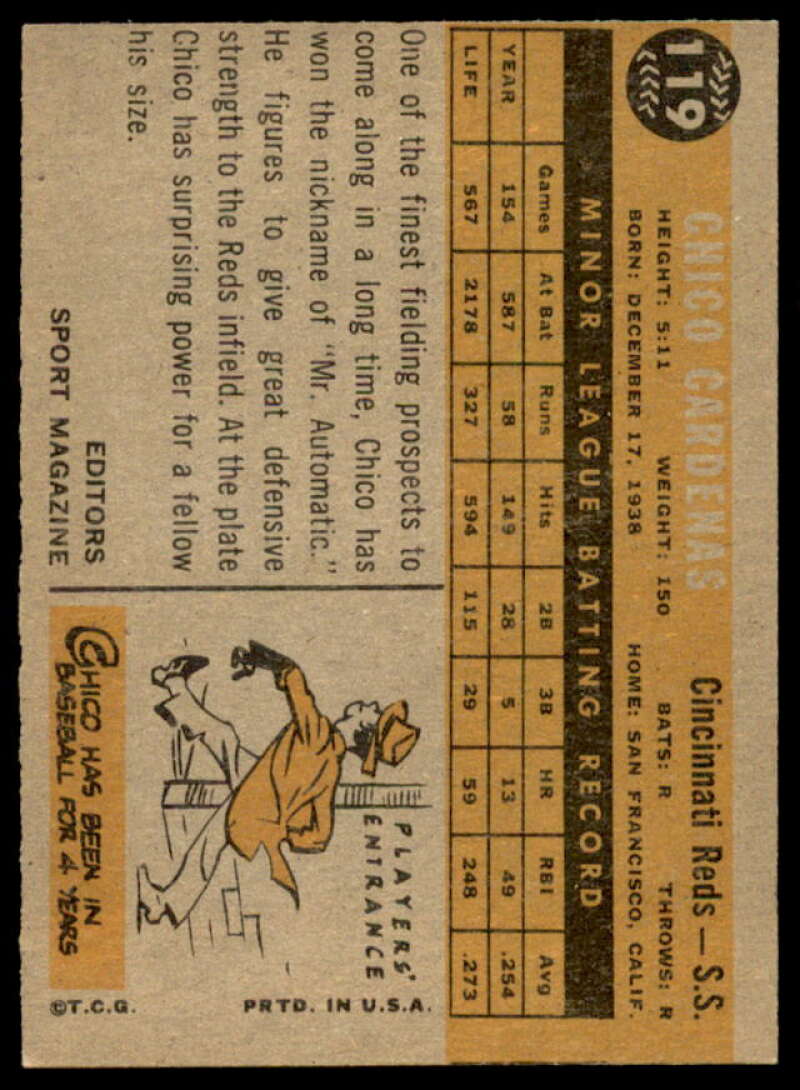 119
CHICO CARDENAS Cincinnati Reds — S.S.
HEIGHT: 5:11 WEIGHT: 150 BATS: R THROWS: R
BORN: DECEMBER 17, 1938 HOME: SAN FRANCISCO, CALIF.
MINOR LEAGUE BATTING RECORD
Games At Bat Runs Hits 2B 3B HR RBI Avg
YEAR 154 587 58 149 28 5 13 49 .254
LIFE 567 2178 327 594 115 29 59 248 .273
One of the finest fielding prospects to
come along in a long time, Chico has
won the nickname of "Mr. Automatic."
He figures to give great defensive
strength to the Reds infield. At the plate
Chico has surprising power for a fellow
his size.
EDITORS
SPORT MAGAZINE
PLAYERS'
ENTRANCE
CHICO HAS BEEN IN
BASEBALL FOR 4 YEARS
PRTD. IN U.S.A.
©T.C.G.